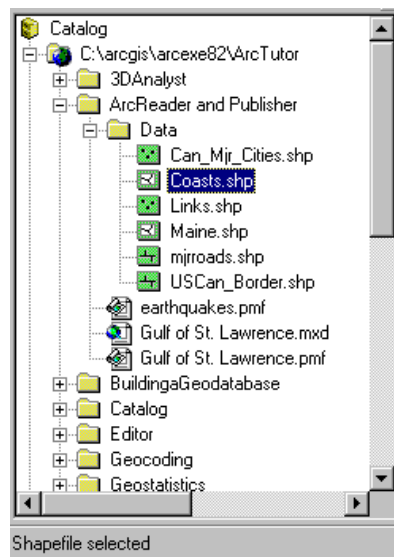 Catalog
C:\arcgis\arcexe82\ArcTutor
3DAnalyst
ArcReader and Publisher
Data
Can_Mjr_Cities.shp
Coasts.shp
Links.shp
Maine.shp
mjrroads.shp
USCan_Border.shp
earthquakes.pmf
Gulf of St. Lawrence.mxd
Gulf of St. Lawrence.pmf
BuildingaGeodatabase
Catalog
Editor
Geocoding
Geostatistics
Shapefile selected